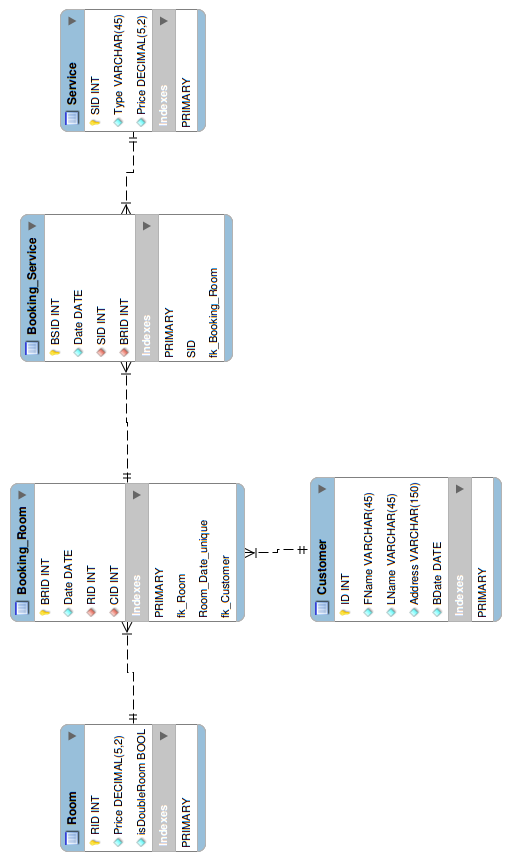 Room
RID INT
Price DECIMAL(5,2)
isDoubleRoom BOOL
Indexes
PRIMARY
Booking_Room
BRID INT
Date DATE
RID INT
CID INT
Indexes
PRIMARY
fk_Room
Room_Date_unique
fk_Customer
Booking_Service
BSID INT
Date DATE
SID INT
BRID INT
Indexes
PRIMARY
SID
fk_Booking_Room
Service
SID INT
Type VARCHAR(45)
Price DECIMAL(5,2)
Indexes
PRIMARY
Customer
ID INT
FName VARCHAR(45)
LName VARCHAR(45)
Address VARCHAR(150)
BDate DATE
Indexes
PRIMARY